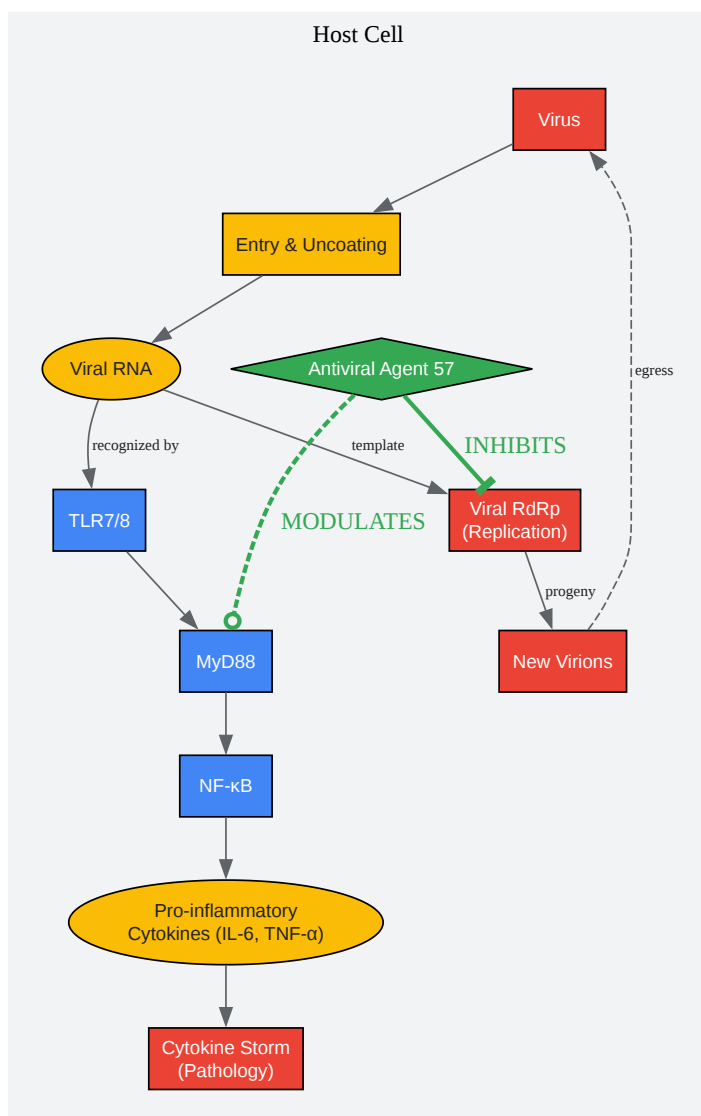 Host Cell
Virus
Entry & Uncoating
Viral RNA
Antiviral Agent 57
egress
recognized by
template
INHIBITS
TLR7/8
MODULATES
Viral RdRp
(Replication)
progeny
MyD88
New Virions
NF-κB
Pro-inflammatory
Cytokines (IL-6, TNF-α)
Cytokine Storm
(Pathology)